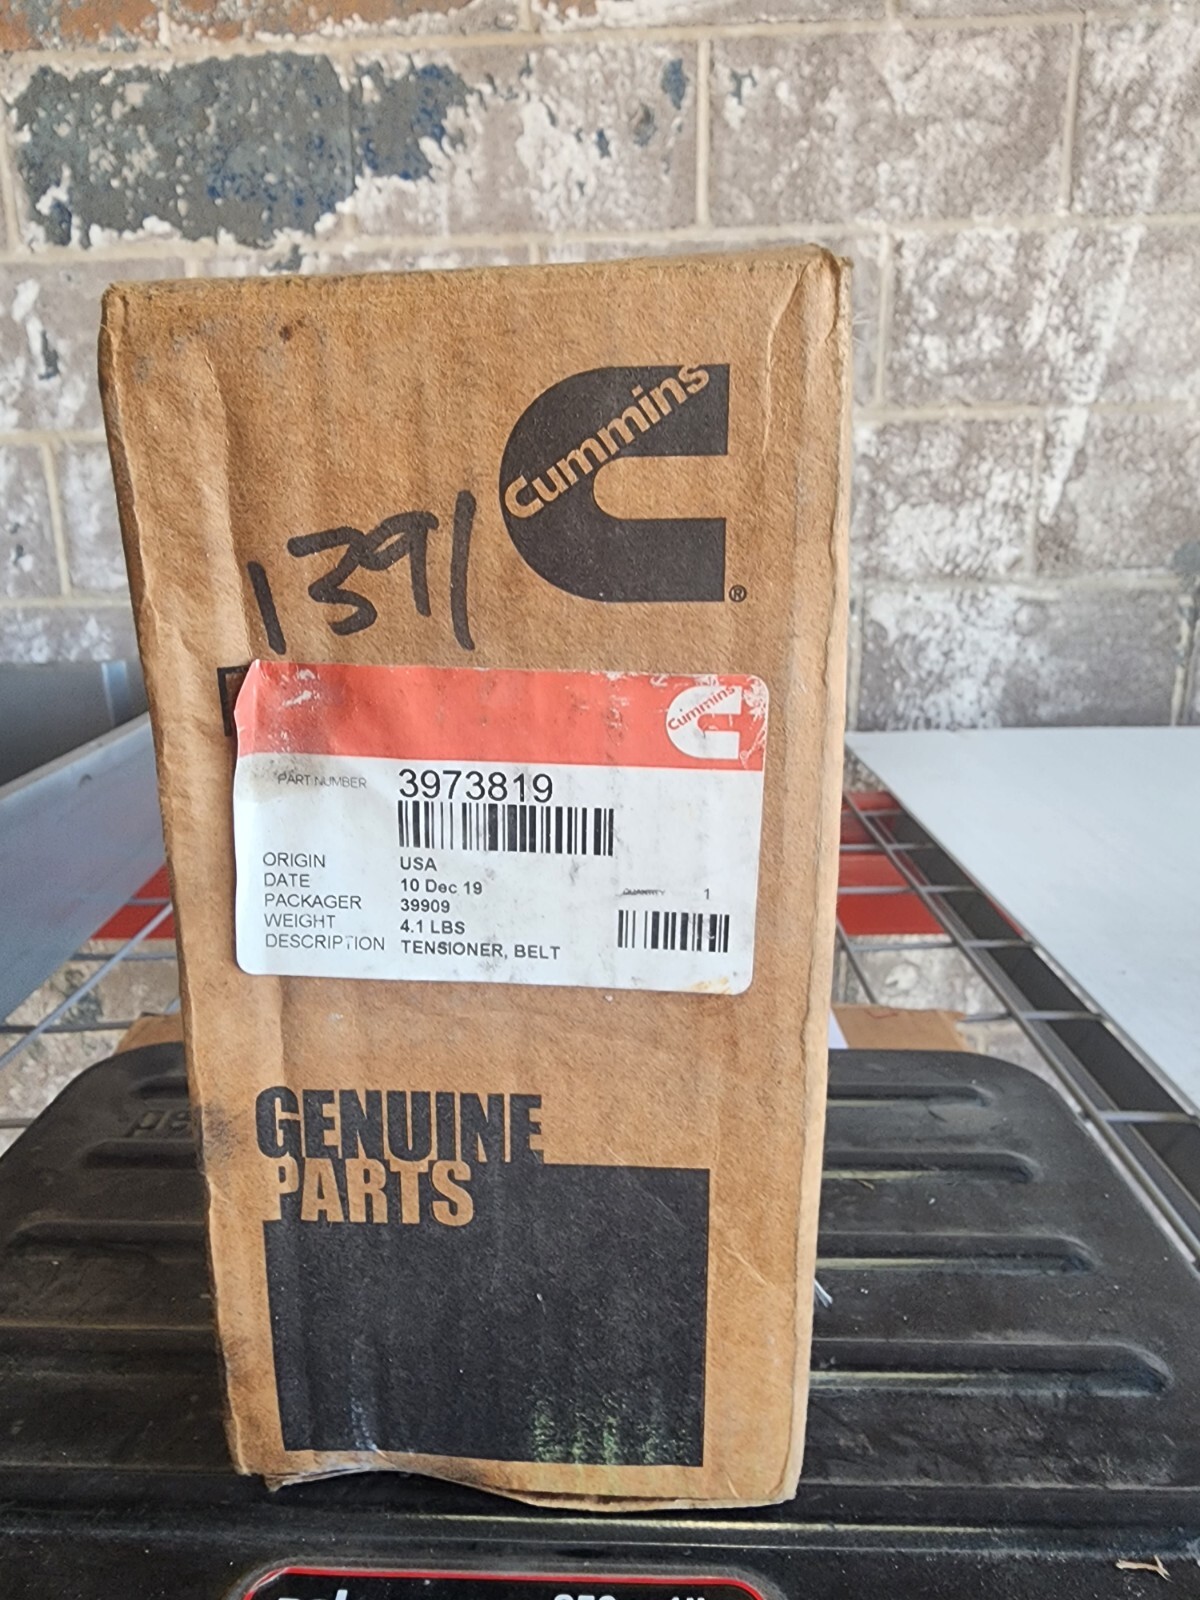 Cummins
®
1391
Cummins
PART NUMBER 3973819
ORIGIN USA
DATE 10 Dec 19
PACKAGER 39909
QUANTITY 1
WEIGHT 4.1 LBS
DESCRIPTION TENSIONER, BELT
GENUINE
PARTS